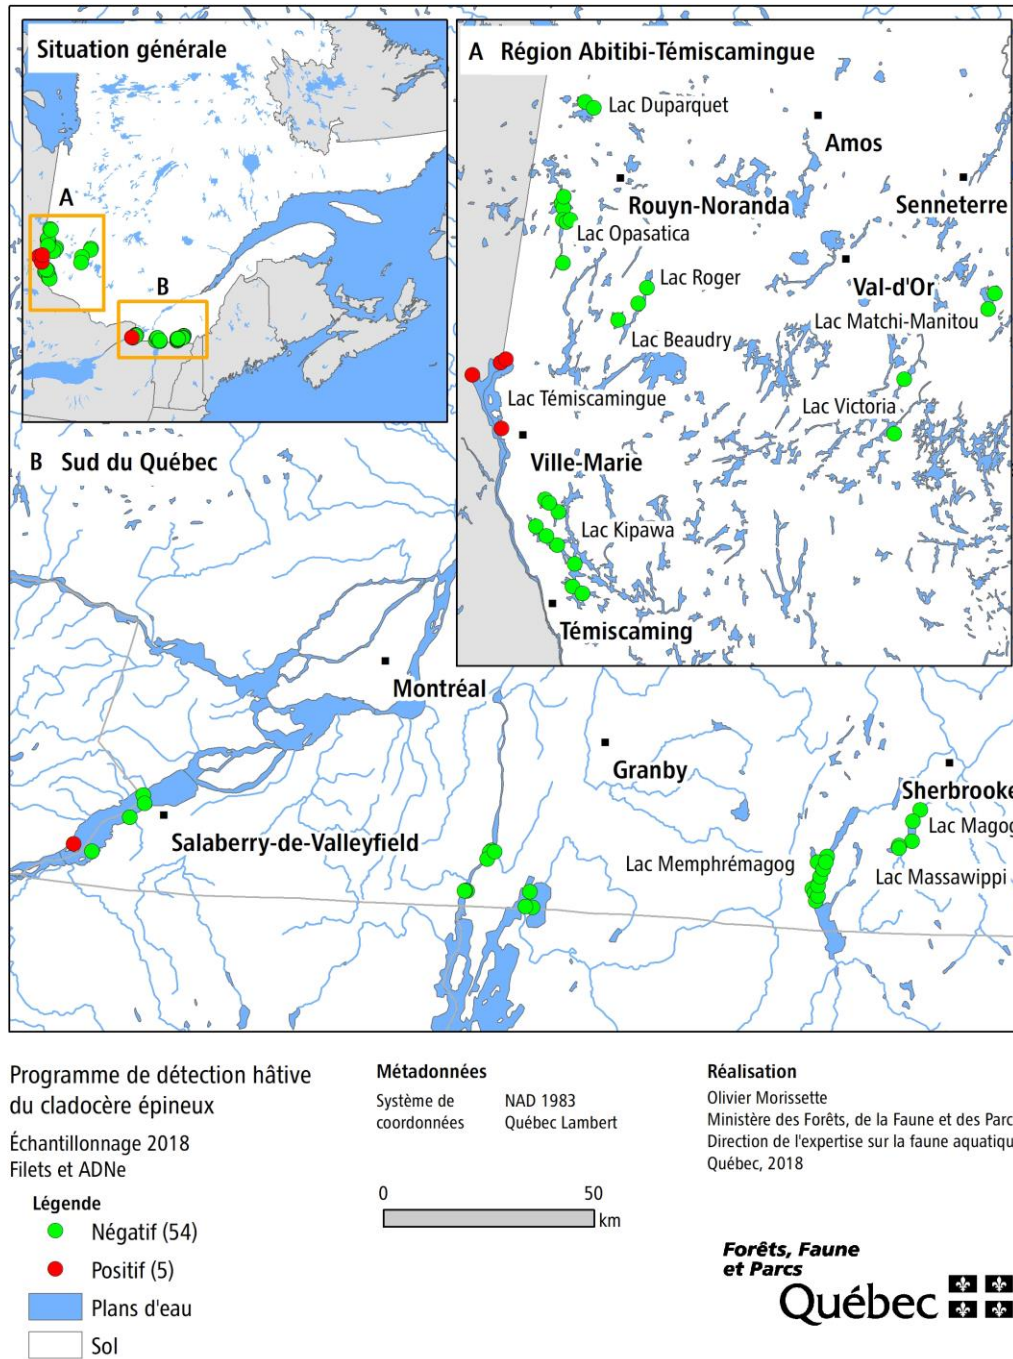 Situation générale
A
B
A Région Abitibi-Témiscamingue
Lac Duparquet
Amos
Rouyn-Noranda
Senneterre
Lac Opasatica
Lac Roger
Val-d'Or
Lac Matchi-Manitou
Lac Beaudry
Lac Témiscamingue
Lac Victoria
Ville-Marie
Lac Kipawa
Témiscaming
B Sud du Québec
Montréal
Granby
Sherbrooke
Salaberry-de-Valleyfield
Lac Magog
Lac Memphrémagog
Lac Massawippi
Programme de détection hâtive
du cladocère épineux
Échantillonnage 2018
Filets et ADNe
Légende
Négatif (54)
Positif (5)
Plans d'eau
Sol
Métadonnées
Système de NAD 1983
coordonnées Québec Lambert
0 50
km
Réalisation
Olivier Morissette
Ministère des Forêts, de la Faune et des Parc
Direction de l'expertise sur la faune aquatiqu
Québec, 2018
Forêts, Faune
et Parcs
Québec